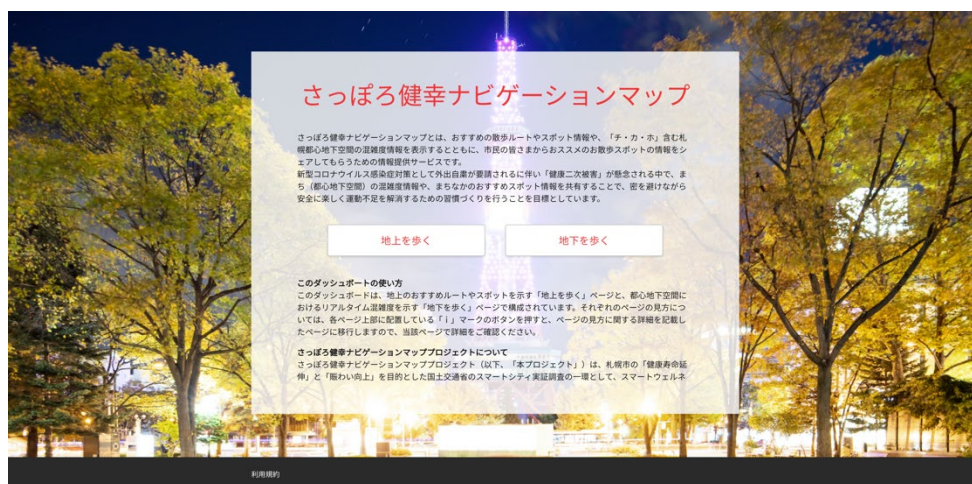 さっぽろ健幸ナビゲーションマップ
さっぽろ健幸ナビゲーションマップとは、おすすめの散歩ルートやスポット情報や、「チ・カ・ホ」含む札
幌都心地下空間の混雑度情報を表示するとともに、市民の皆さまからおススメのお散歩スポットの情報をシ
ェアしてもらうための情報提供サービスです。
新型コロナウイルス感染症対策として外出自粛が要請されるに伴い「健康二次被害」が懸念される中で、ま
ち（都心地下空間）の混雑度情報や、まちなかのおすすめスポット情報を共有することで、密を避けながら
安全に楽しく運動不足を解消するための習慣づくりを行うことを目標としています。
地上を歩く
地下を歩く
このダッシュボートの使い方
このダッシュボードは、地上のおすすめルートやスポットを示す「地上を歩く」ページと、都心地下空間に
おけるリアルタイム混雑度を示す「地下を歩く」ページで構成されています。それぞれのページの見方につ
いては、各ページ上部に配置している「ｉ」マークのボタンを押すと、ページの見方に関する詳細を記載し
たページに移行しますので、当該ページで詳細をご確認ください。
さっぽろ健幸ナビゲーションマッププロジェクトについて
さっぽろ健幸ナビゲーションマッププロジェクト（以下、「本プロジェクト」）は、札幌市の「健康寿命延
伸」と「賑わい向上」を目的とした国土交通省のスマートシティ実証調査の一環として、スマートウェルネ
利用規約